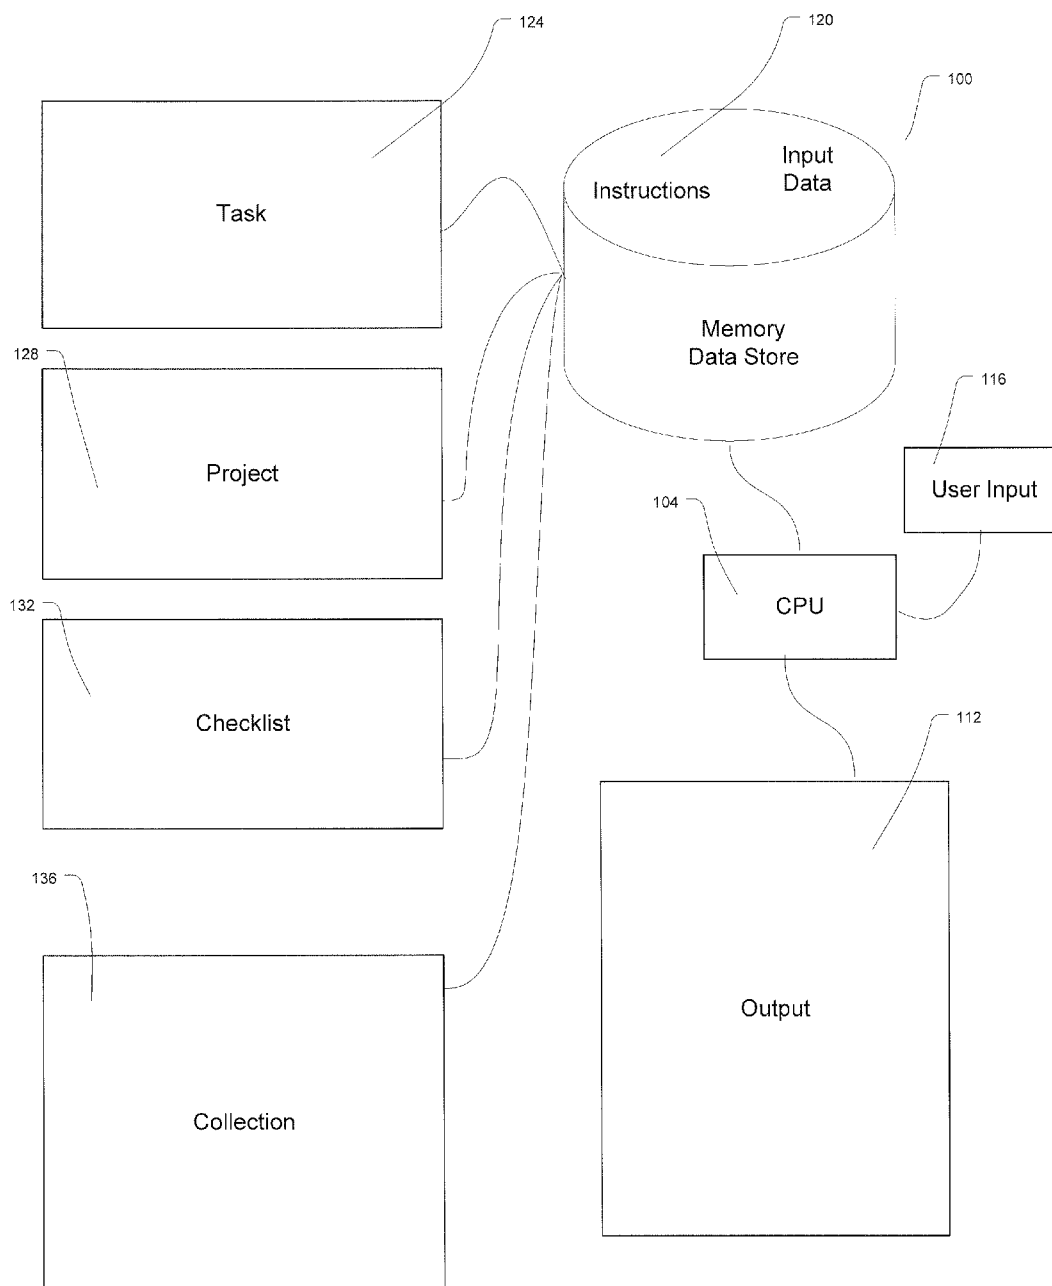 124
120
100
Task
Instructions
Input
Data
Memory
Data Store
128
Project
116
User Input
104
CPU
132
Checklist
112
136
Output
Collection